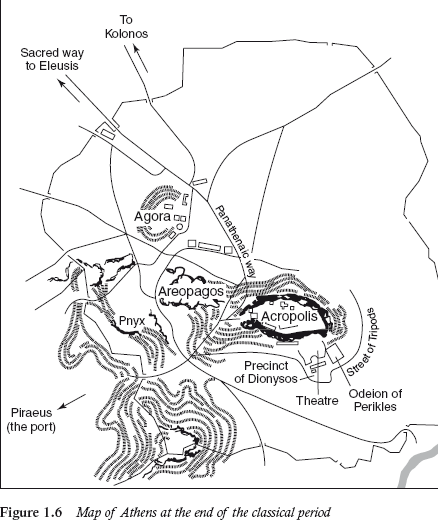 To
Kolonos
Sacred way
to Eleusis
Agora
Panathenaic way
Areopagos
Acropolis
Pnyx
Street of Tripods
Precinct
of Dionysos
Theatre
Odeion of
Perikles
Piraeus
(the port)
Figure 1.6 Map of Athens at the end of the classical period